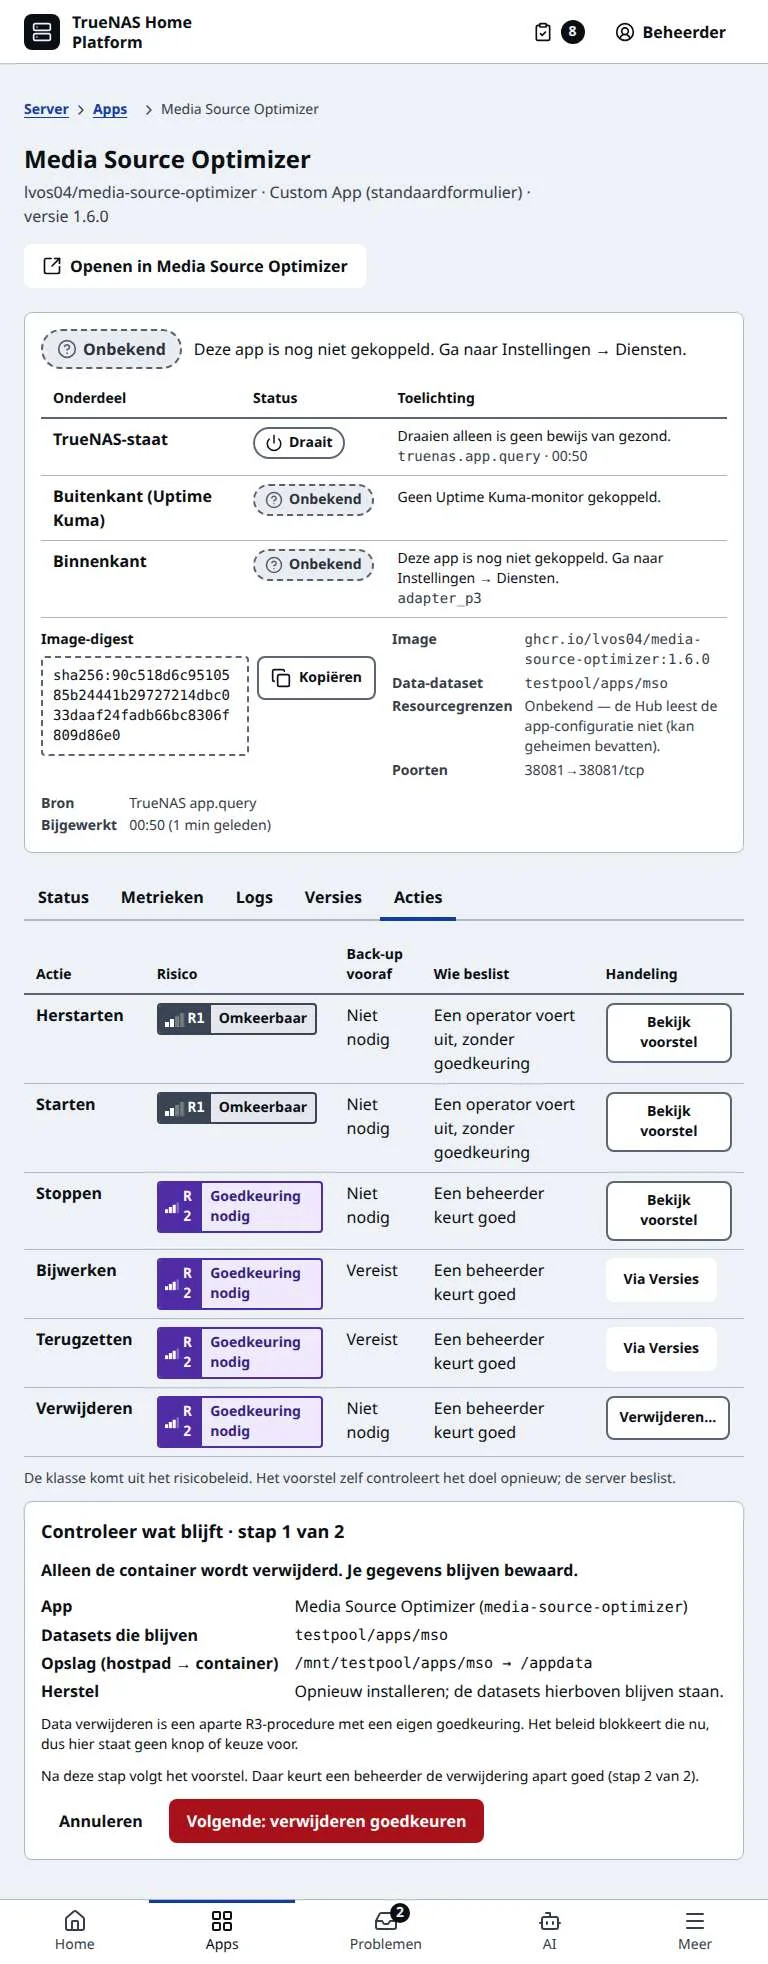 TrueNAS Home
Platform
8
Beheerder
Server > Apps > Media Source Optimizer
Media Source Optimizer
lvos04/media-source-optimizer · Custom App (standaardformulier) ·
versie 1.6.0
Openen in Media Source Optimizer
Onbekend Deze app is nog niet gekoppeld. Ga naar Instellingen → Diensten.
Onderdeel Status Toelichting
TrueNAS-staat Draait Draaien alleen is geen bewijs van gezond.
truenas.app.query · 00:50
Buitenkant (Uptime
Kuma)
Onbekend Geen Uptime Kuma-monitor gekoppeld.
Binnenkant Onbekend Deze app is nog niet gekoppeld. Ga naar
Instellingen → Diensten.
adapter_p3
Image-digest
sha256:90c518d6c95105
85b24441b29727214dbc0
33daaf24fadb66bc8306f
809d86e0
Kopiëren
Image ghcr.io/lvos04/media-
source-optimizer:1.6.0
Data-dataset testpool/apps/mso
Resourcegrenzen Onbekend — de Hub leest de
app-configuratie niet (kan
geheimen bevatten).
Poorten 38081→38081/tcp
Bron TrueNAS app.query
Bijgewerkt 00:50 (1 min geleden)
Status Metrieken Logs Versies Acties
Actie Risico Back-up
vooraf Wie beslist Handeling
Herstarten R1 Omkeerbaar Niet
nodig Een operator voert
uit, zonder
goedkeuring Bekijk
voorstel
Starten R1 Omkeerbaar Niet
nodig Een operator voert
uit, zonder
goedkeuring Bekijk
voorstel
Stoppen R
2 Goedkeuring
nodig Niet
nodig Een beheerder
keurt goed Bekijk
voorstel
Bijwerken R
2 Goedkeuring
nodig Vereist Een beheerder
keurt goed Via Versies
Terugzetten R
2 Goedkeuring
nodig Vereist Een beheerder
keurt goed Via Versies
Verwijderen R
2 Goedkeuring
nodig Niet
nodig Een beheerder
keurt goed Verwijderen…
De klasse komt uit het risicobeleid. Het voorstel zelf controleert het doel opnieuw; de server beslist.
Controleer wat blijft · stap 1 van 2
Alleen de container wordt verwijderd. Je gegevens blijven bewaard.
App Media Source Optimizer (media-source-optimizer)
Datasets die blijven testpool/apps/mso
Opslag (hostpad → container) /mnt/testpool/apps/mso → /appdata
Herstel Opnieuw installeren; de datasets hierboven blijven staan.
Data verwijderen is een aparte R3-procedure met een eigen goedkeuring. Het beleid blokkeert die nu,
dus hier staat geen knop of keuze voor.
Na deze stap volgt het voorstel. Daar keurt een beheerder de verwijdering apart goed (stap 2 van 2).
Annuleren Volgende: verwijderen goedkeuren
2
Home Apps Problemen AI Meer